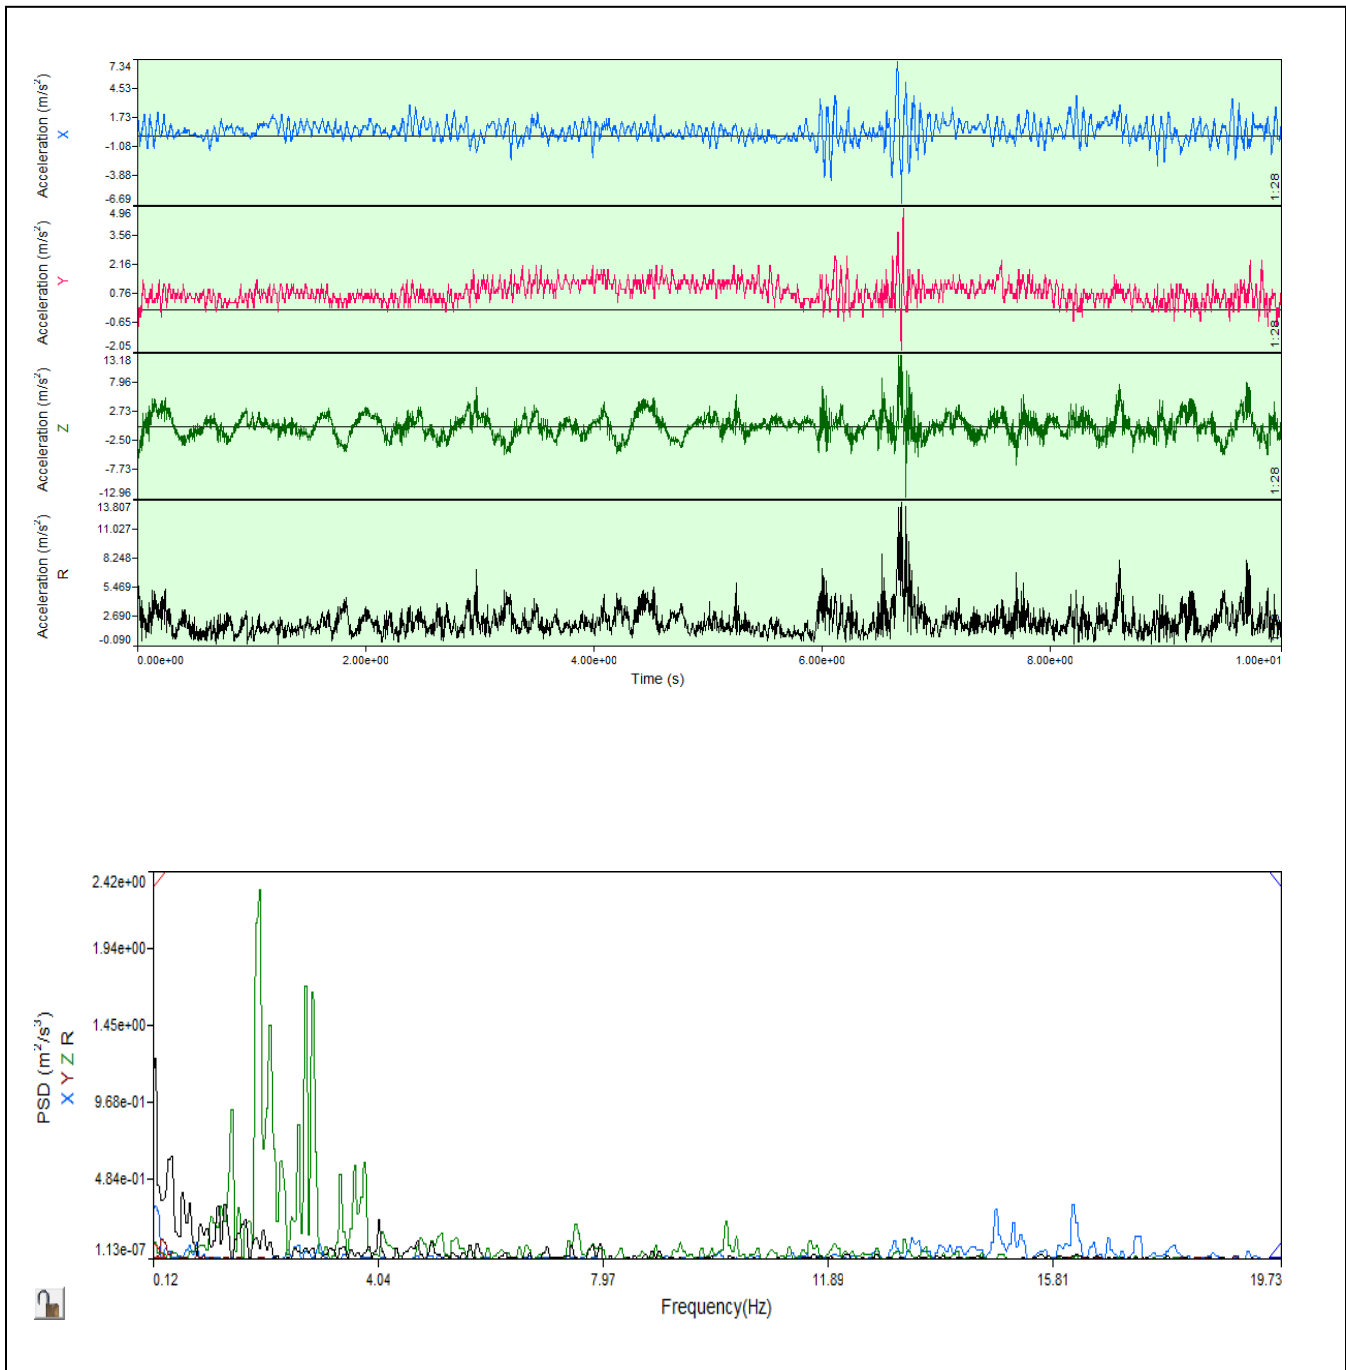 7.34
4.53
1.73
-1.08
-3.88
-6.69
Acceleration (m/s²)
X
1:28
4.96
3.56
2.16
0.76
-0.65
-2.05
Acceleration (m/s²)
Y
1:28
13.18
7.96
2.73
-2.50
-7.73
-12.96
Acceleration (m/s²)
Z
1:28
13.807
11.027
8.248
5.469
2.690
-0.090
Acceleration (m/s²)
R
0.00e+00 2.00e+00 4.00e+00 6.00e+00 8.00e+00 1.00e+01
Time (s)
2.42e+00
1.94e+00
1.45e+00
9.68e-01
4.84e-01
1.13e-07
PSD (m²/s³)
X Y Z R
0.12 4.04 7.97 11.89 15.81 19.73
Frequency(Hz)